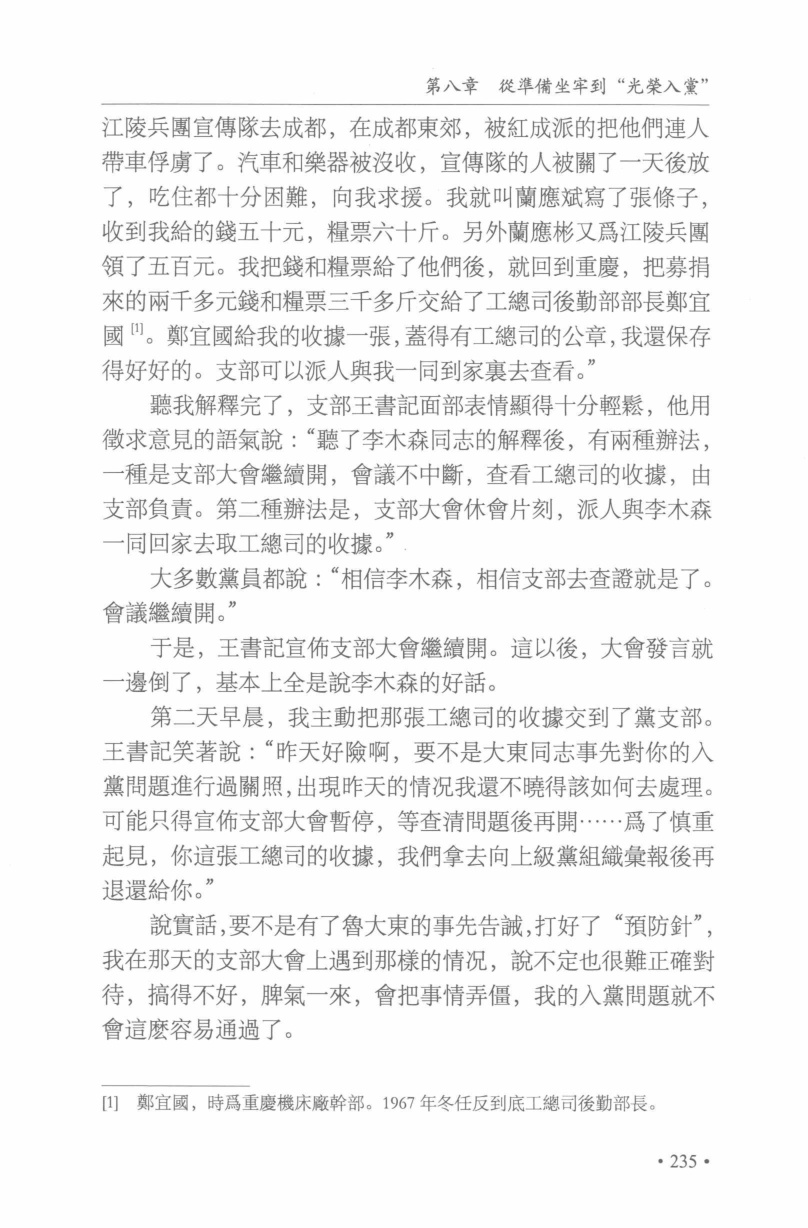 第八章　從準備坐牢到“光榮入黨”
江陵兵團宣傳隊去成都，在成都東郊，被紅成派的把他們連人
帶車俘虜了。汽車和樂器被沒收，宣傳隊的人被關了一天後放
了，吃住都十分困難，向我求援。我就叫蘭應斌寫了張條子，
收到我給的錢五十元，糧票六十斤。另外蘭應彬又爲江陵兵團
領了五百元。我把錢和糧票給了他們後，就回到重慶，把募捐
來的兩千多元錢和糧票三千多斤交給了工總司後勤部部長鄭宜
國[1]。鄭宜國給我的收據一張，蓋得有工總司的公章，我還保存
得好好的。支部可以派人與我一同到家裏去查看。”
聽我解釋完了，支部王書記面部表情顯得十分輕鬆，他用
徵求意見的語氣說：“聽了李木森同志的解釋後，有兩種辦法，
一種是支部大會繼續開，會議不中斷，查看工總司的收據，由
支部負責。第二種辦法是，支部大會休會片刻，派人與李木森
一同回家去取工總司的收據。”
大多數黨員都說：“相信李木森，相信支部去查證就是了。
會議繼續開。”
于是，王書記宣佈支部大會繼續開。這以後，大會發言就
一邊倒了，基本上全是說李木森的好話。
第二天早晨，我主動把那張工總司的收據交到了黨支部。
王書記笑著說：“昨天好險啊，要不是大東同志事先對你的入
黨問題進行過關照，出現昨天的情況我還不曉得該如何去處理。
可能只得宣佈支部大會暫停，等查清問題後再開……爲了慎重
起見，你這張工總司的收據，我們拿去向上級黨組織彙報後再
退還給你。”
說實話，要不是有了魯大東的事先告誡，打好了“預防針”，
我在那天的支部大會上遇到那樣的情況，說不定也很難正確對
待，搞得不好，脾氣一來，會把事情弄僵，我的入黨問題就不
會這麼容易通過了。
[1]　鄭宜國，時爲重慶機床廠幹部。1967年冬任反到底工總司後勤部長。
• 235 •